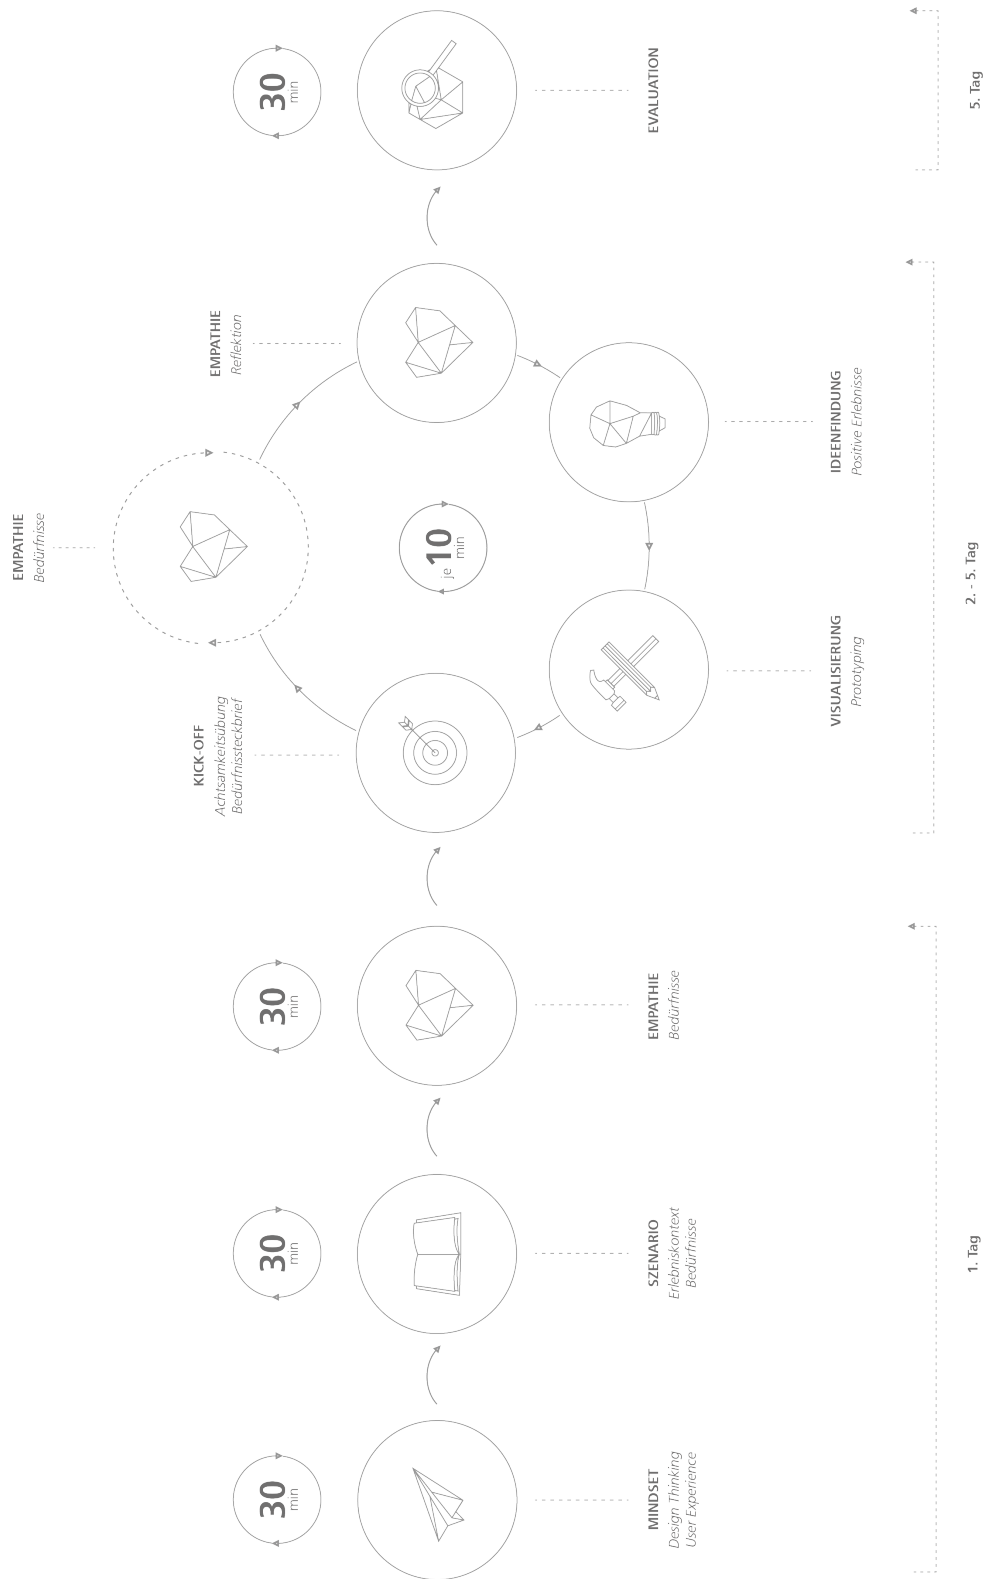 30
min
MINDSET
Design Thinking
User Experience
30
min
SZENARIO
Erlebniskontext
Bedürfnisse
30
min
EMPATHIE
Bedürfnisse
1. Tag
KICK-OFF
Achtsamkeitsübung
Bedürfnissteckbrief
EMPATHIE
Bedürfnisse
EMPATHIE
Reflektion
je 10
min
VISUALISIERUNG
Prototyping
IDEENFINDUNG
Positive Erlebnisse
2. - 5. Tag
30
min
EVALUATION
5. Tag